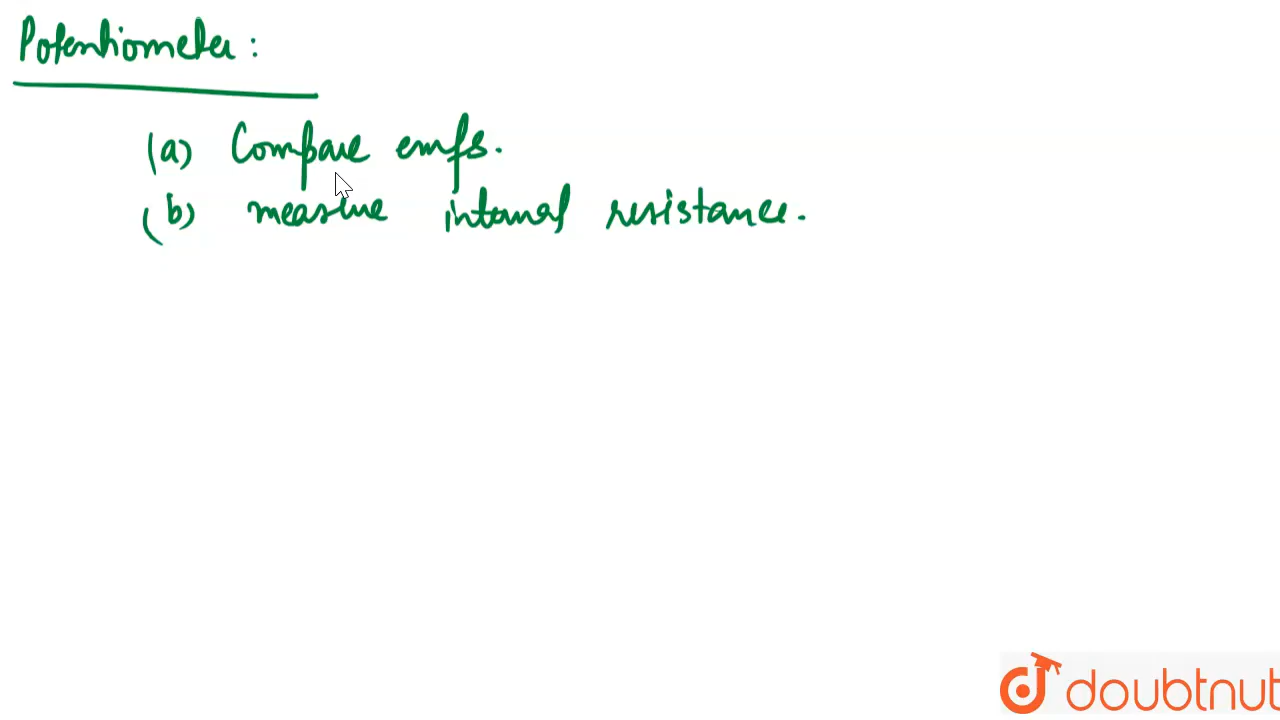 Potentiometer :
(a) Compare emfs.
(b) measure internal resistance.
doubtnut